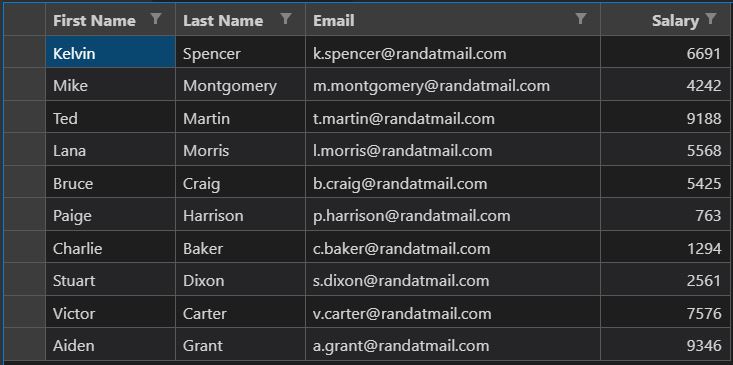 First Name Last Name Email Salary
Kelvin Spencer k.spencer@randatmail.com 6691
Mike Montgomery m.montgomery@randatmail.com 4242
Ted Martin t.martin@randatmail.com 9188
Lana Morris l.morris@randatmail.com 5568
Bruce Craig b.craig@randatmail.com 5425
Paige Harrison p.harrison@randatmail.com 763
Charlie Baker c.baker@randatmail.com 1294
Stuart Dixon s.dixon@randatmail.com 2561
Victor Carter v.carter@randatmail.com 7576
Aiden Grant a.grant@randatmail.com 9346